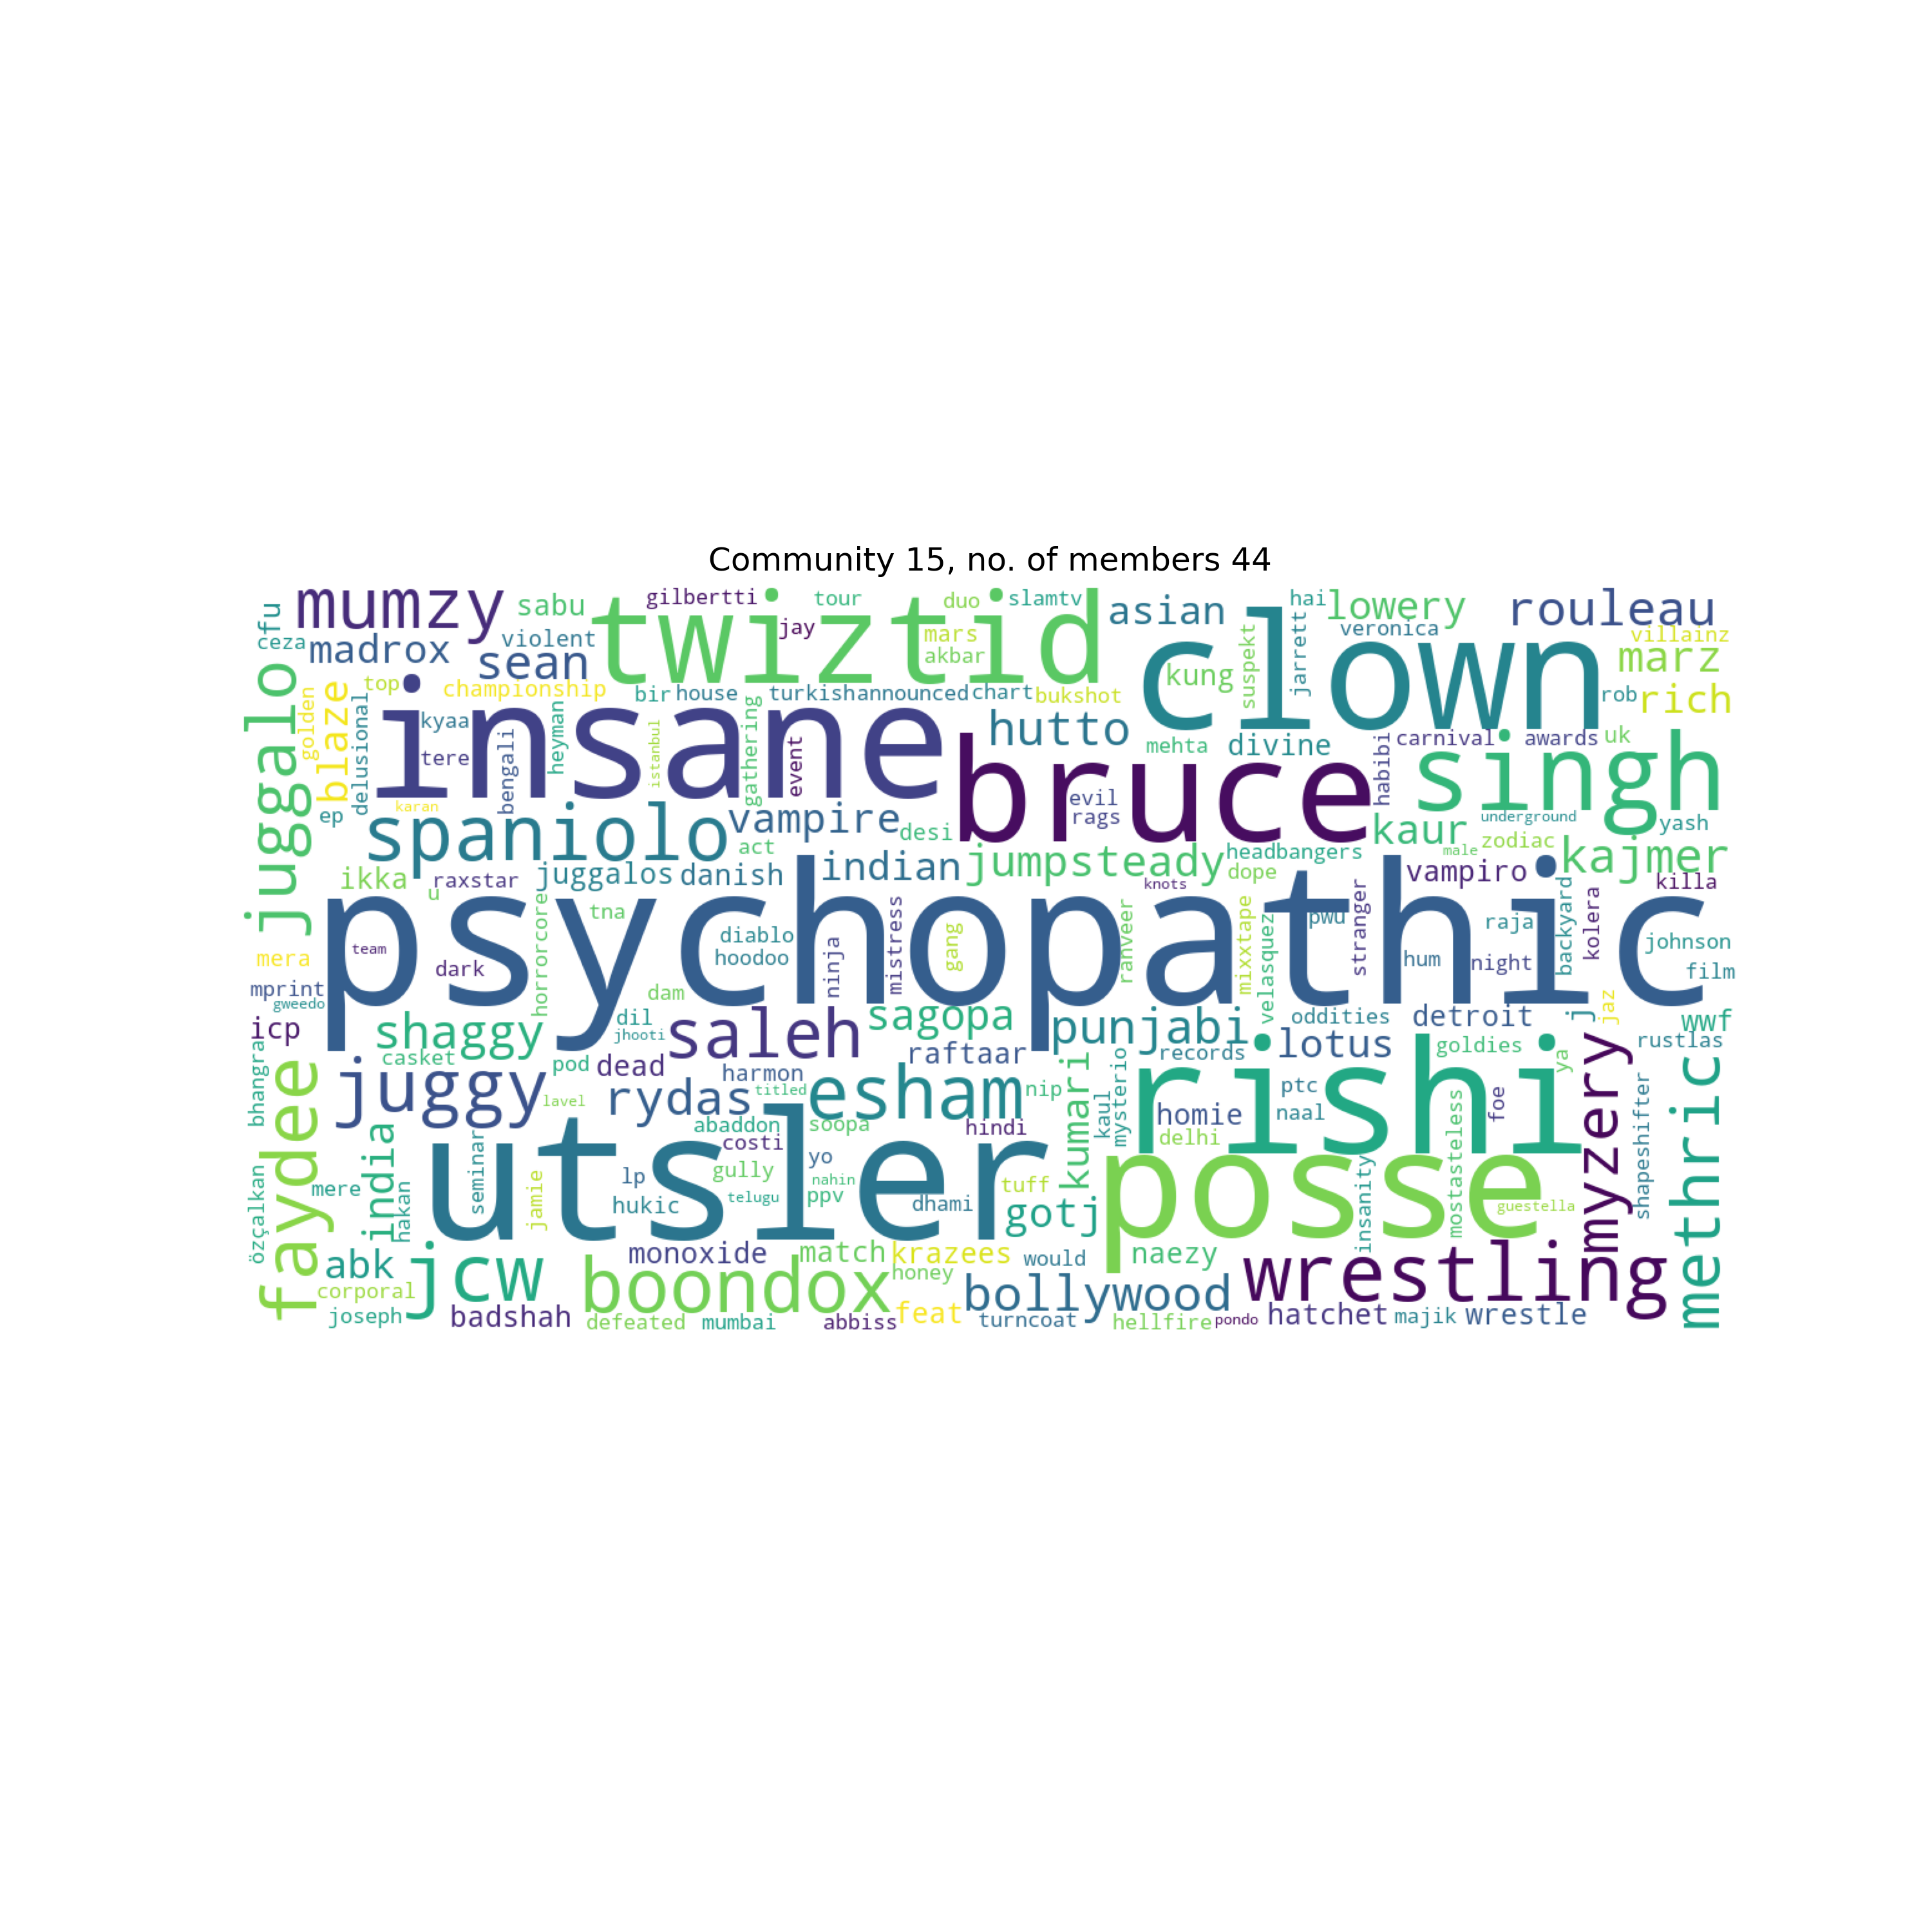 Community 15, no. of members 44
mumzy
sabu
gilbertti
tour
duo
slamtv
asian
hai
lowery
rouleau
fu
ceza
madrox
violent
sean
twiztid
jay
mars
akbar
clown
kung
suspekt
jarrett
veronica
villainz
marz
juggalo
golden
blaze
delusional
top
championship
insane
bir
house
turkish
announced
chart
bukshot
rob
rich
kyaa
tere
bengali
heyman
istanbul
gathering
event
hutto
mehta
divine
habibi
carnival
awards
uk
singh
karan
ep
spaniolo
vampire
desi
bruce
evil
rags
kaur
underground
yash
act
indian
jumpsteady
headbangers
male
zodiac
kajmer
ikka
u
raxstar
juggalos
danish
knots
dope
vampiro
killa
psychopathic
horrorcore
tna
diablo
hoodoo
ninja
mistress
gang
ranveer
mixxtape
velasquez
pwu
stranger
hum
raja
night
backyard
kolera
johnson
film
mera
team
dark
mprint
gweedo
dam
icp
shaggy
dil
jhooti
saleh
sagopa
punjabi
oddities
detroit
j
jaz
wwf
bhangra
casket
pod
dead
harmon
raftaar
records
lotus
goldies
ya
rustlas
faydee
juggy
lavel
rydas
titled
esham
nip
kumari
kaul
mysterio
rishi
homie
ptc
naal
foe
myzery
shapeshifter
methric
india
hakan
seminar
abaddon
costi
soopa
hindi
delhi
özçalkan
mere
utsler
jamie
lp
hukic
gully
telugu
yo
nahin
ppv
dhami
tuff
gotj
posse
insanity
mostasteless
guestella
abk
jcw
monoxide
match
krazees
would
naezy
wrestling
corporal
joseph
badshah
boondox
honey
bollywood
defeated
mumbai
abbiss
feat
turncoat
hellfire
pondo
hatchet
majik
wrestle